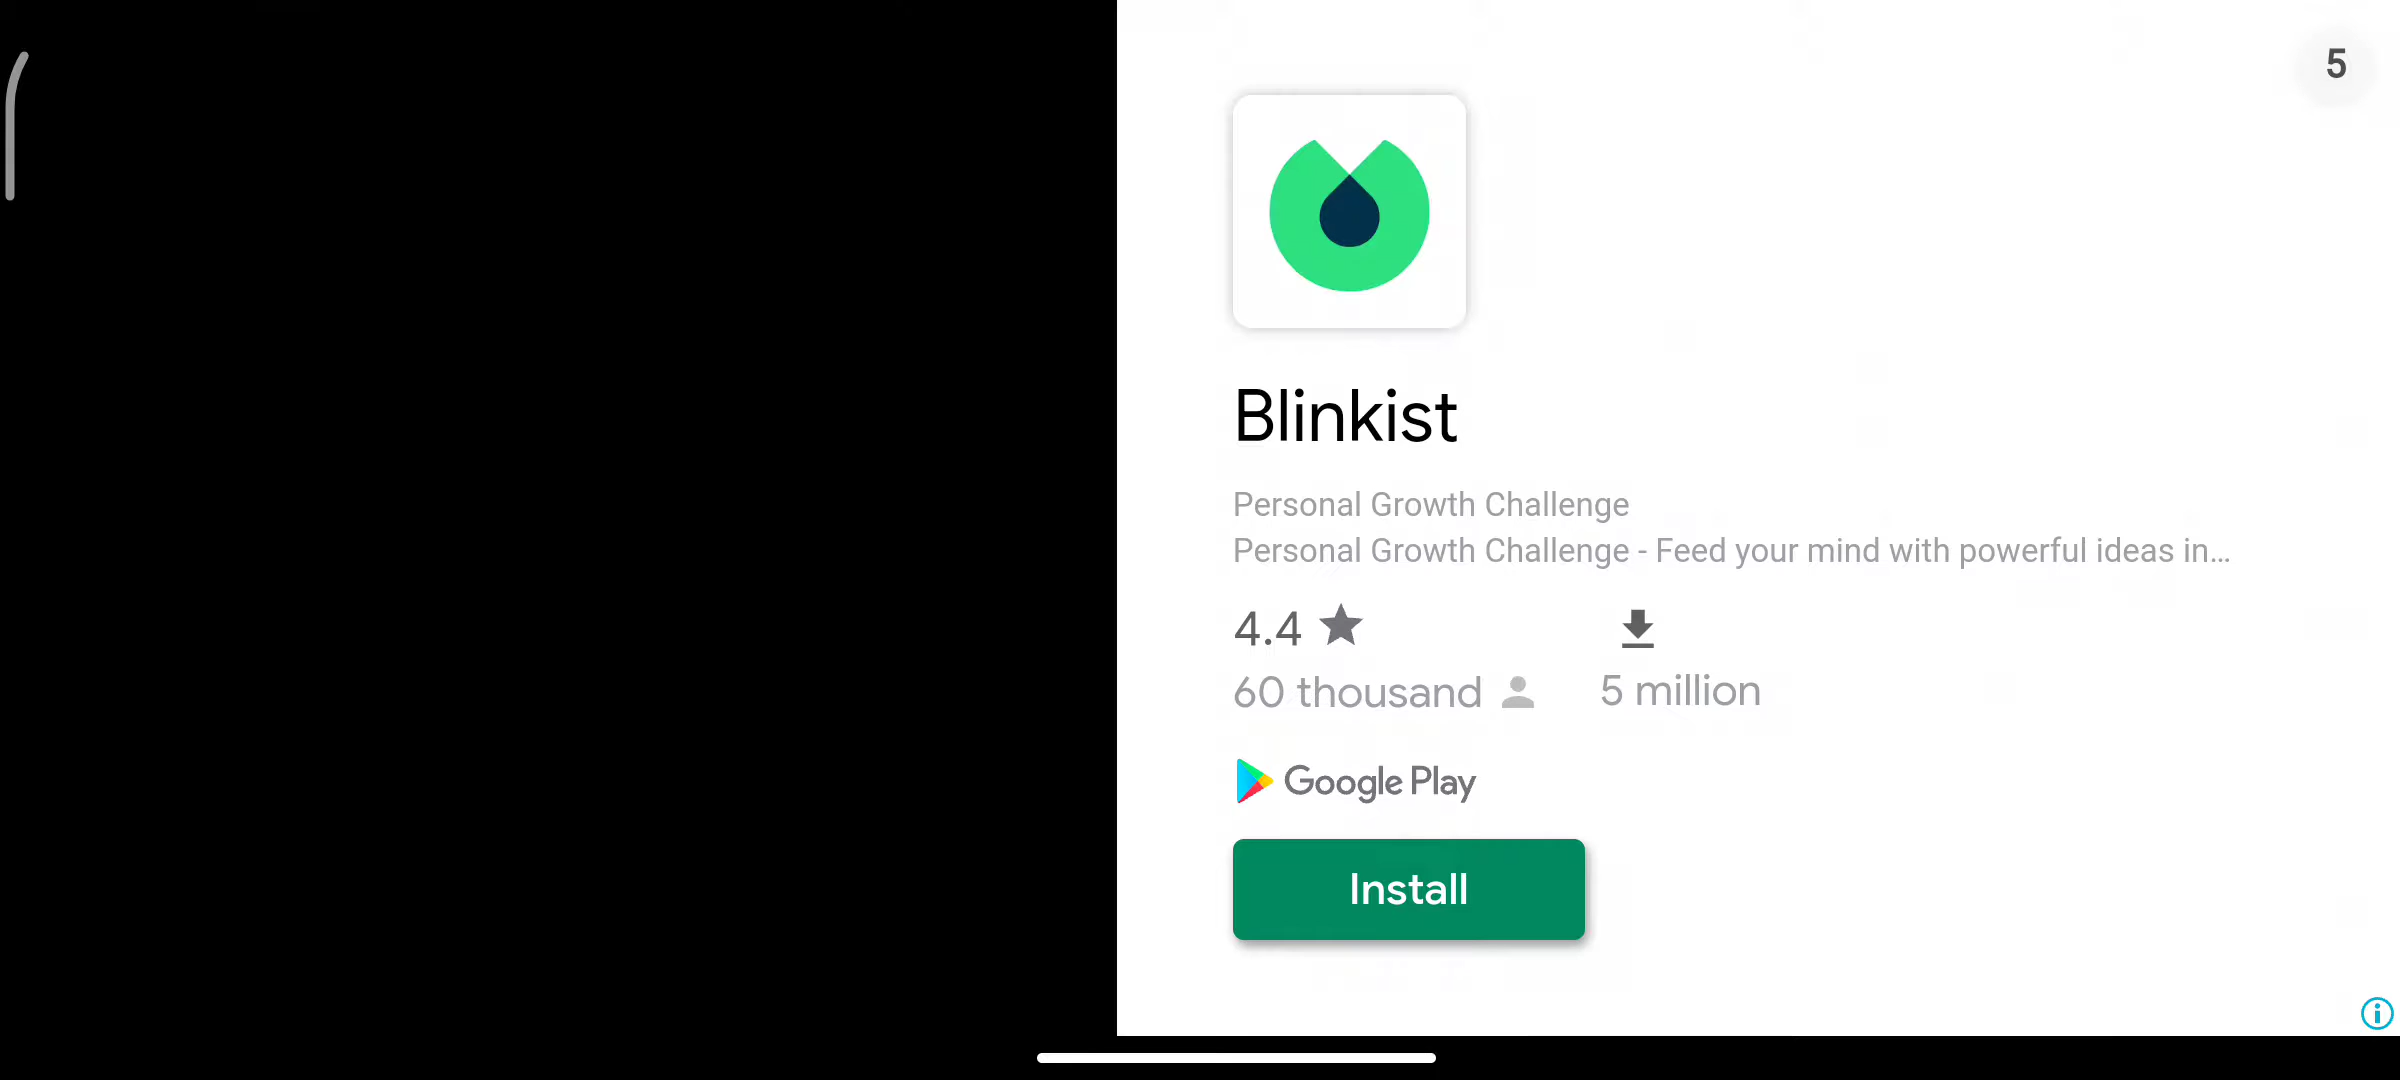 5
Blinkist
Personal Growth Challenge
Personal Growth Challenge - Feed your mind with powerful ideas in…
4.4
60 thousand
5 million
Google Play
Install